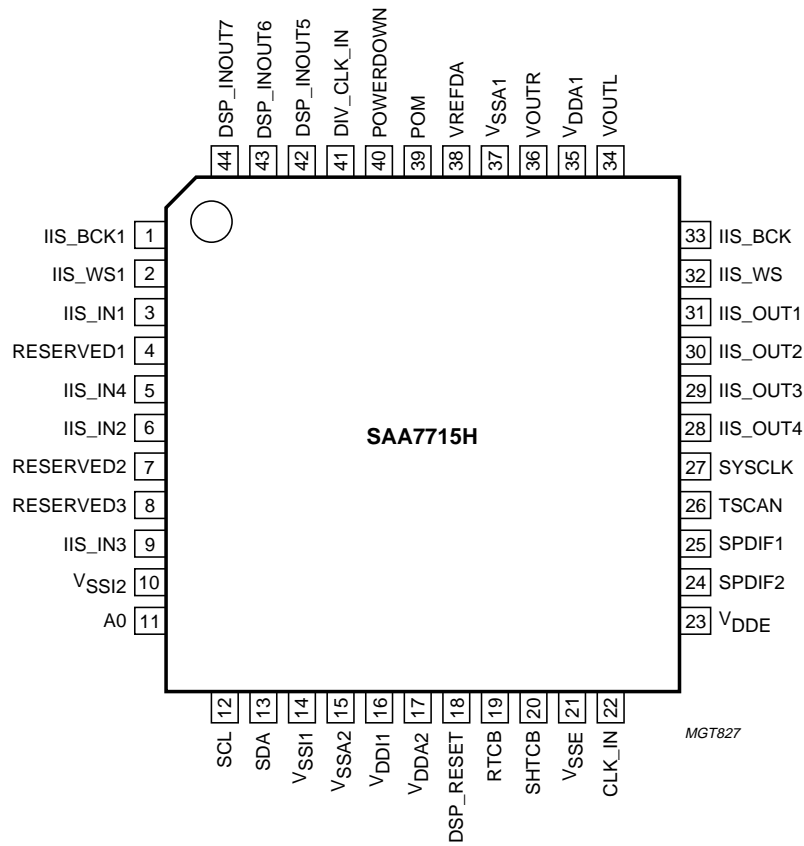 DSP_INOUT7
DSP_INOUT6
DSP_INOUT5
DIV_CLK_IN
POWERDOWN
POM
VREFDA
VSSA1
VOUTR
VDDA1
VOUTL
44
43
42
41
40
39
38
37
36
35
34
IIS_BCK1 1
IIS_WS1 2
IIS_IN1 3
RESERVED1 4
IIS_IN4 5
IIS_IN2 6
RESERVED2 7
RESERVED3 8
IIS_IN3 9
VSSI2 10
A0 11
SAA7715H
33 IIS_BCK
32 IIS_WS
31 IIS_OUT1
30 IIS_OUT2
29 IIS_OUT3
28 IIS_OUT4
27 SYSCLK
26 TSCAN
25 SPDIF1
24 SPDIF2
23 VDDE
12
13
14
15
16
17
18
19
20
21
22
SCL
SDA
VSSI1
VSSA2
VDDI1
VDDA2
DSP_RESET
RTCB
SHTCB
VSSE
CLK_IN
MGT827